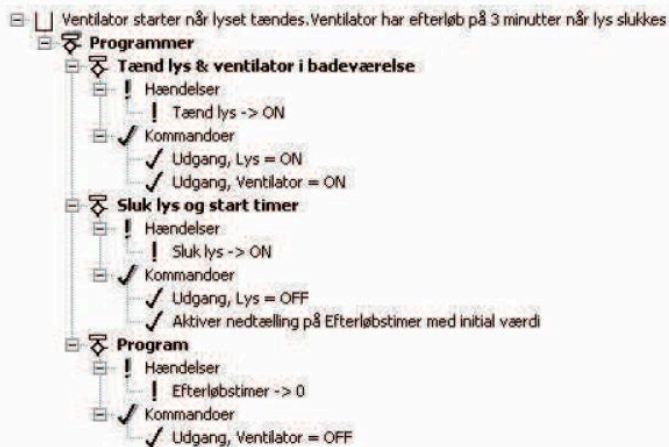 Ventilator starter når lyset tændes.Ventilator har efterløb på 3 minutter når lys slukkes
Programmer
Tænd lys & ventilator i badeværelse
Hændelser
Tænd lys -> ON
Kommandoer
Udgang, Lys = ON
Udgang, Ventilator = ON
Sluk lys og start timer
Hændelser
Sluk lys -> ON
Kommandoer
Udgang, Lys = OFF
Aktiver nedtælling på Efterløbstimer med initial værdi
Program
Hændelser
Efterløbstimer -> 0
Kommandoer
Udgang, Ventilator = OFF